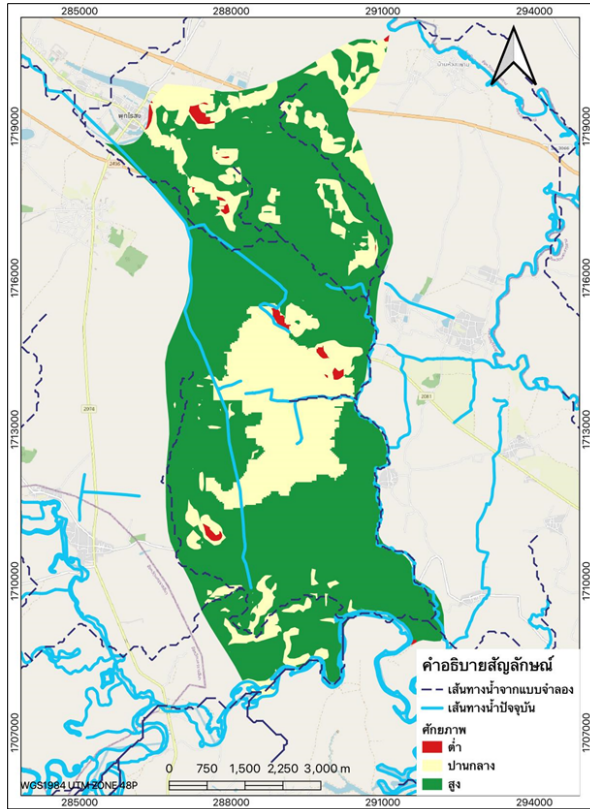 285000 288000 291000 294000
1719000 1719000
1716000 1716000
1713000 1713000
1710000 1710000
1707000 1707000
2918
2081
คำอธิบายสัญลักษณ์
เส้นทางน้ำจากแบบจำลอง
เส้นทางน้ำปัจจุบัน
ศักยภาพ
ต่ำ
ปานกลาง
สูง
0 750 1,500 2,250 3,000 m
WGS1984 UTM ZONE 48P
285000 288000 291000 294000